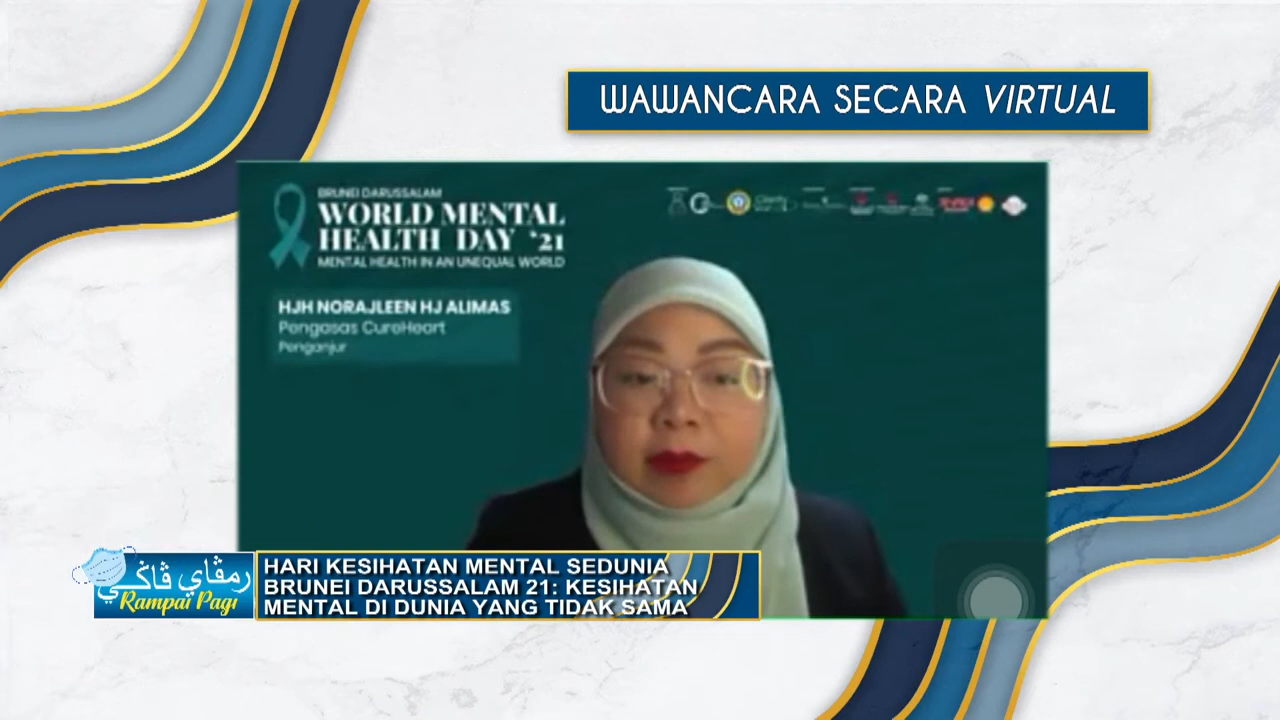 WAWANCARA SECARA VIRTUAL
BRUNEI DARUSSALAM
WORLD MENTAL
HEALTH DAY ‘21
MENTAL HEALTH IN AN UNEQUAL WORLD
HJH NORAJLEEN HJ ALIMAS
Pengasas CureHeart
Penganjur
رمڤاي ڤاڬي
Rampai Pagi
HARI KESIHATAN MENTAL SEDUNIA
BRUNEI DARUSSALAM 21: KESIHATAN
MENTAL DI DUNIA YANG TIDAK SAMA